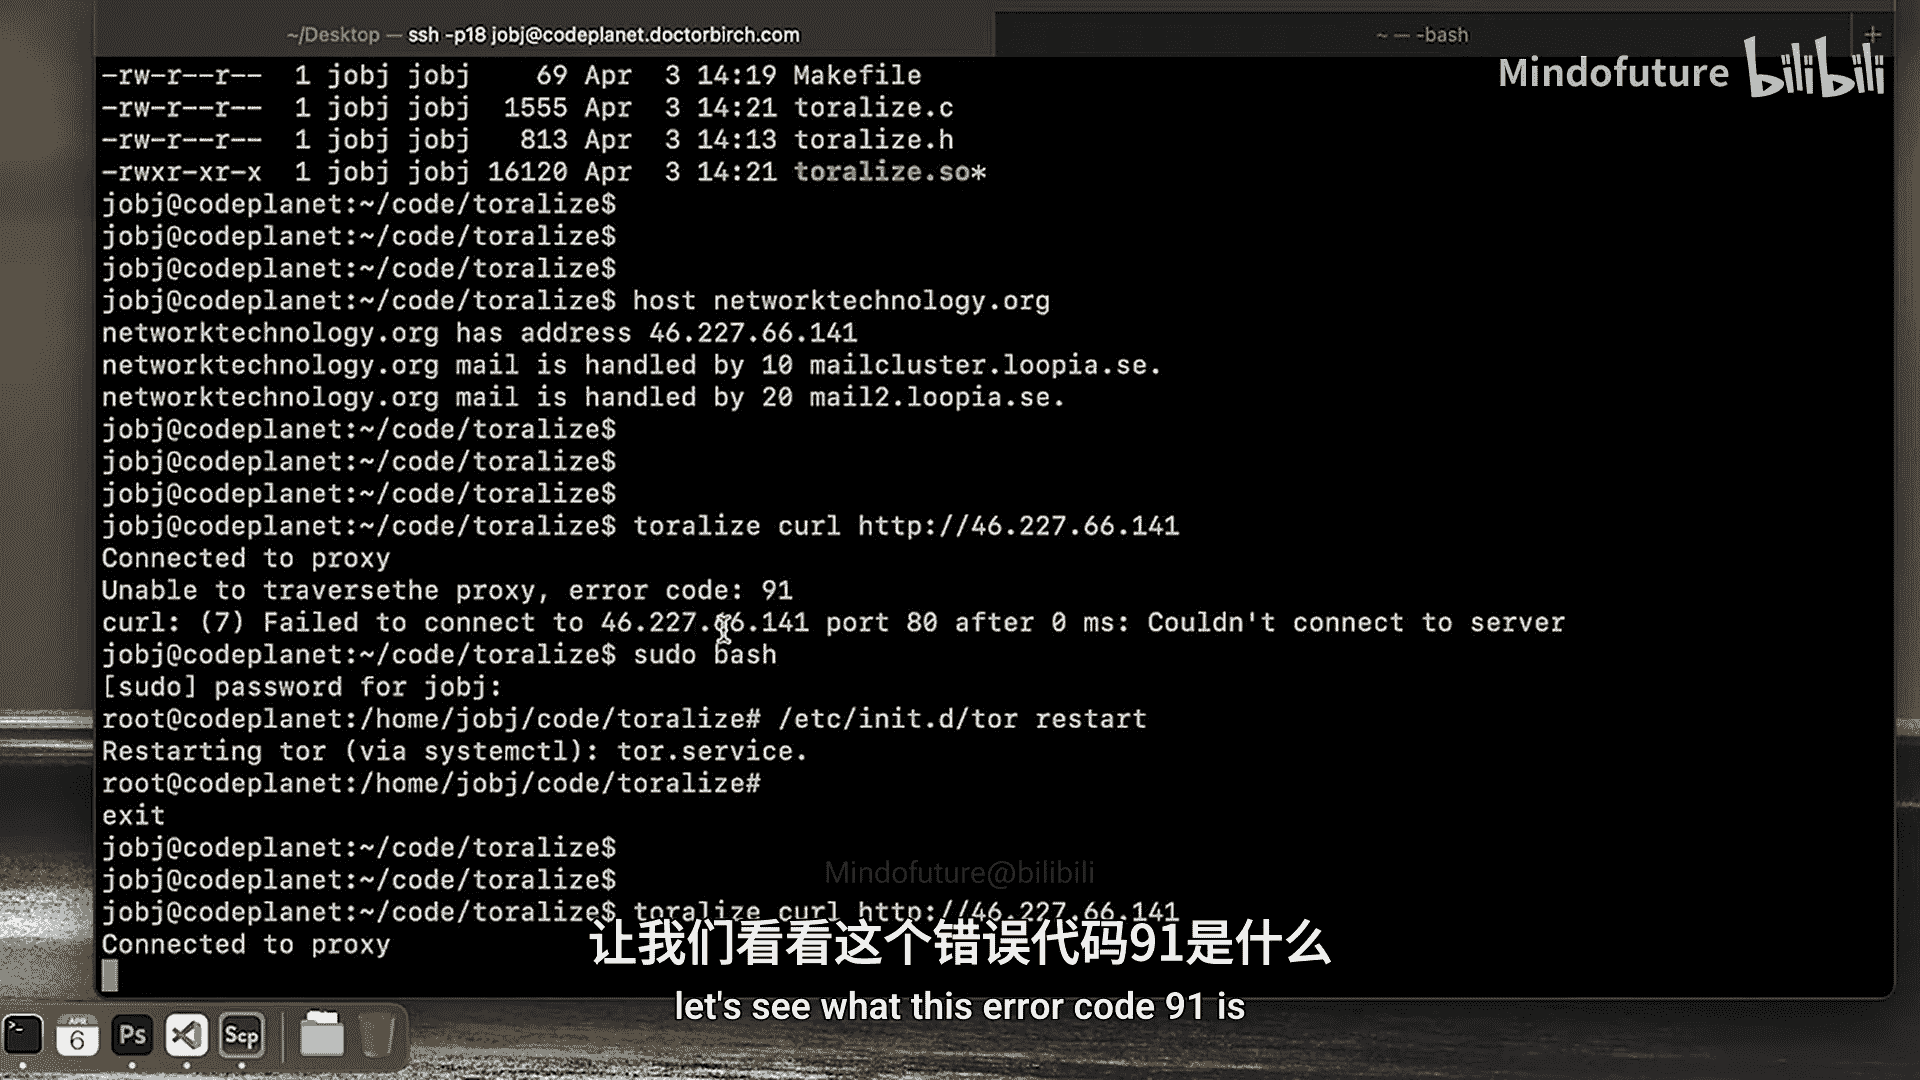 ~/Desktop — ssh -p18 jobj@codeplanet.doctorbirch.com
~ — -bash
+
Mindofuture bilibili
-rw-r--r--  1 jobj jobj    69 Apr  3 14:19 Makefile
-rw-r--r--  1 jobj jobj  1555 Apr  3 14:21 toralize.c
-rw-r--r--  1 jobj jobj   813 Apr  3 14:13 toralize.h
-rwxr-xr-x  1 jobj jobj 16120 Apr  3 14:21 toralize.so*
jobj@codeplanet:~/code/toralize$
jobj@codeplanet:~/code/toralize$
jobj@codeplanet:~/code/toralize$
jobj@codeplanet:~/code/toralize$ host networktechnology.org
networktechnology.org has address 46.227.66.141
networktechnology.org mail is handled by 10 mailcluster.loopia.se.
networktechnology.org mail is handled by 20 mail2.loopia.se.
jobj@codeplanet:~/code/toralize$
jobj@codeplanet:~/code/toralize$
jobj@codeplanet:~/code/toralize$
jobj@codeplanet:~/code/toralize$ toralize curl http://46.227.66.141
Connected to proxy
Unable to traversethe proxy, error code: 91
curl: (7) Failed to connect to 46.227.66.141 port 80 after 0 ms: Couldn't connect to server
jobj@codeplanet:~/code/toralize$ sudo bash
[sudo] password for jobj:
root@codeplanet:/home/jobj/code/toralize# /etc/init.d/tor restart
Restarting tor (via systemctl): tor.service.
root@codeplanet:/home/jobj/code/toralize#
exit
jobj@codeplanet:~/code/toralize$
jobj@codeplanet:~/code/toralize$
Mindofuture@bilibili
jobj@codeplanet:~/code/toralize$ toralize curl http://46.227.66.141
Connected to proxy
让我们看看这个错误代码91是什么
let's see what this error code 91 is
APR
6
Ps
Scp